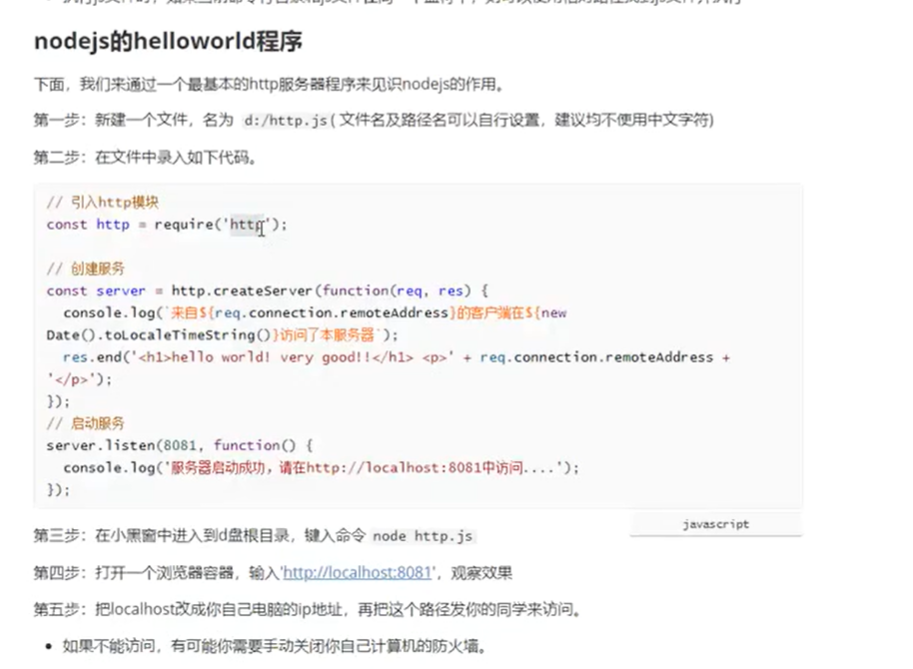 nodejs的helloworld程序
下面，我们来通过一个最基本的http服务器程序来见识nodejs的作用。
第一步：新建一个文件，名为 d:/http.js(文件名及路径名可以自行设置，建议均不使用中文字符)
第二步：在文件中录入如下代码。
// 引入http模块
const http = require('http');
// 创建服务
const server = http.createServer(function(req, res) {
console.log(`来自${req.connection.remoteAddress}的客户端在${new
Date().toLocaleTimeString()}访问了本服务器`);
res.end('<h1>hello world! very good!!</h1> <p>' + req.connection.remoteAddress +
'</p>');
});
// 启动服务
server.listen(8081, function() {
console.log('服务器启动成功，请在http://localhost:8081中访问....');
});
javascript
第三步：在小黑窗中进入到d盘根目录，键入命令 node http.js
第四步：打开一个浏览器容器，输入'http://localhost:8081'，观察效果
第五步：把localhost改成你自己电脑的ip地址，再把这个路径发你的同学来访问。
• 如果不能访问，有可能你需要手动关闭你自己计算机的防火墙。